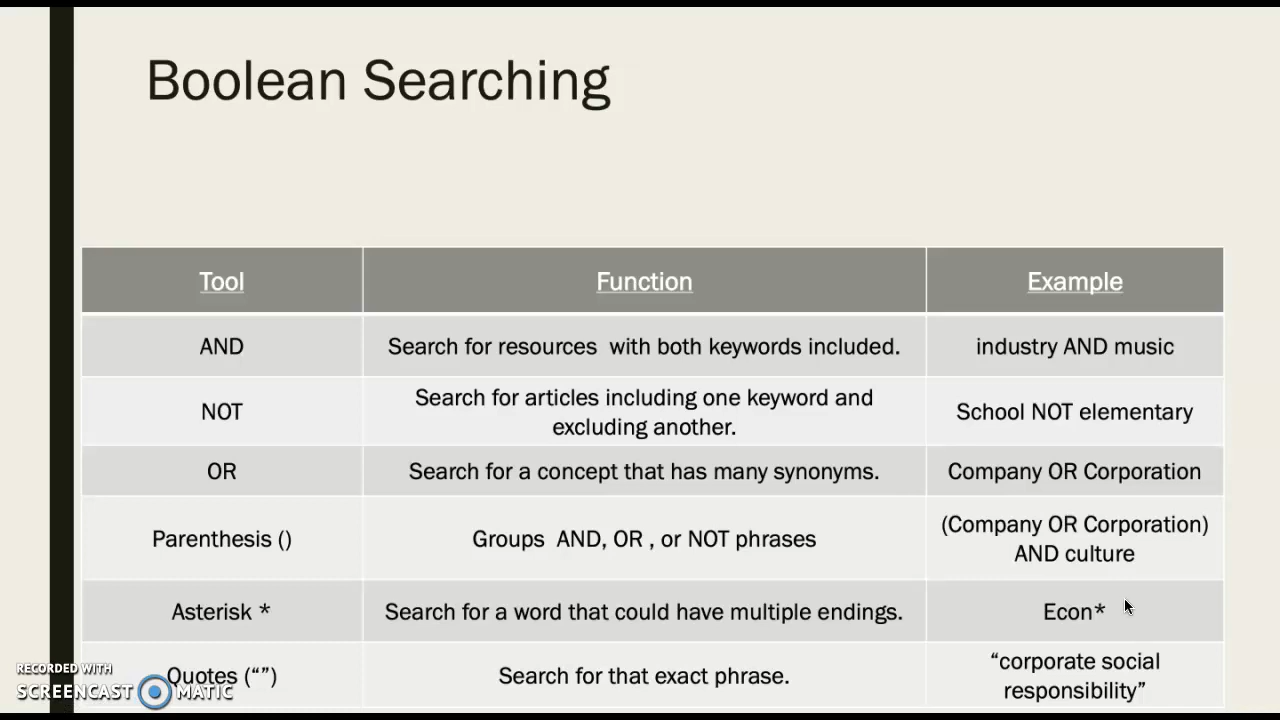 Boolean Searching
Tool Function Example
AND Search for resources  with both keywords included. industry AND music
NOT Search for articles including one keyword and excluding another. School NOT elementary
OR Search for a concept that has many synonyms. Company OR Corporation
Parenthesis () Groups  AND, OR , or NOT phrases (Company OR Corporation)
AND culture
Asterisk * Search for a word that could have multiple endings. Econ*
Quotes (“”) Search for that exact phrase. “corporate social
responsibility”
RECORDED WITH
SCREENCAST MATIC